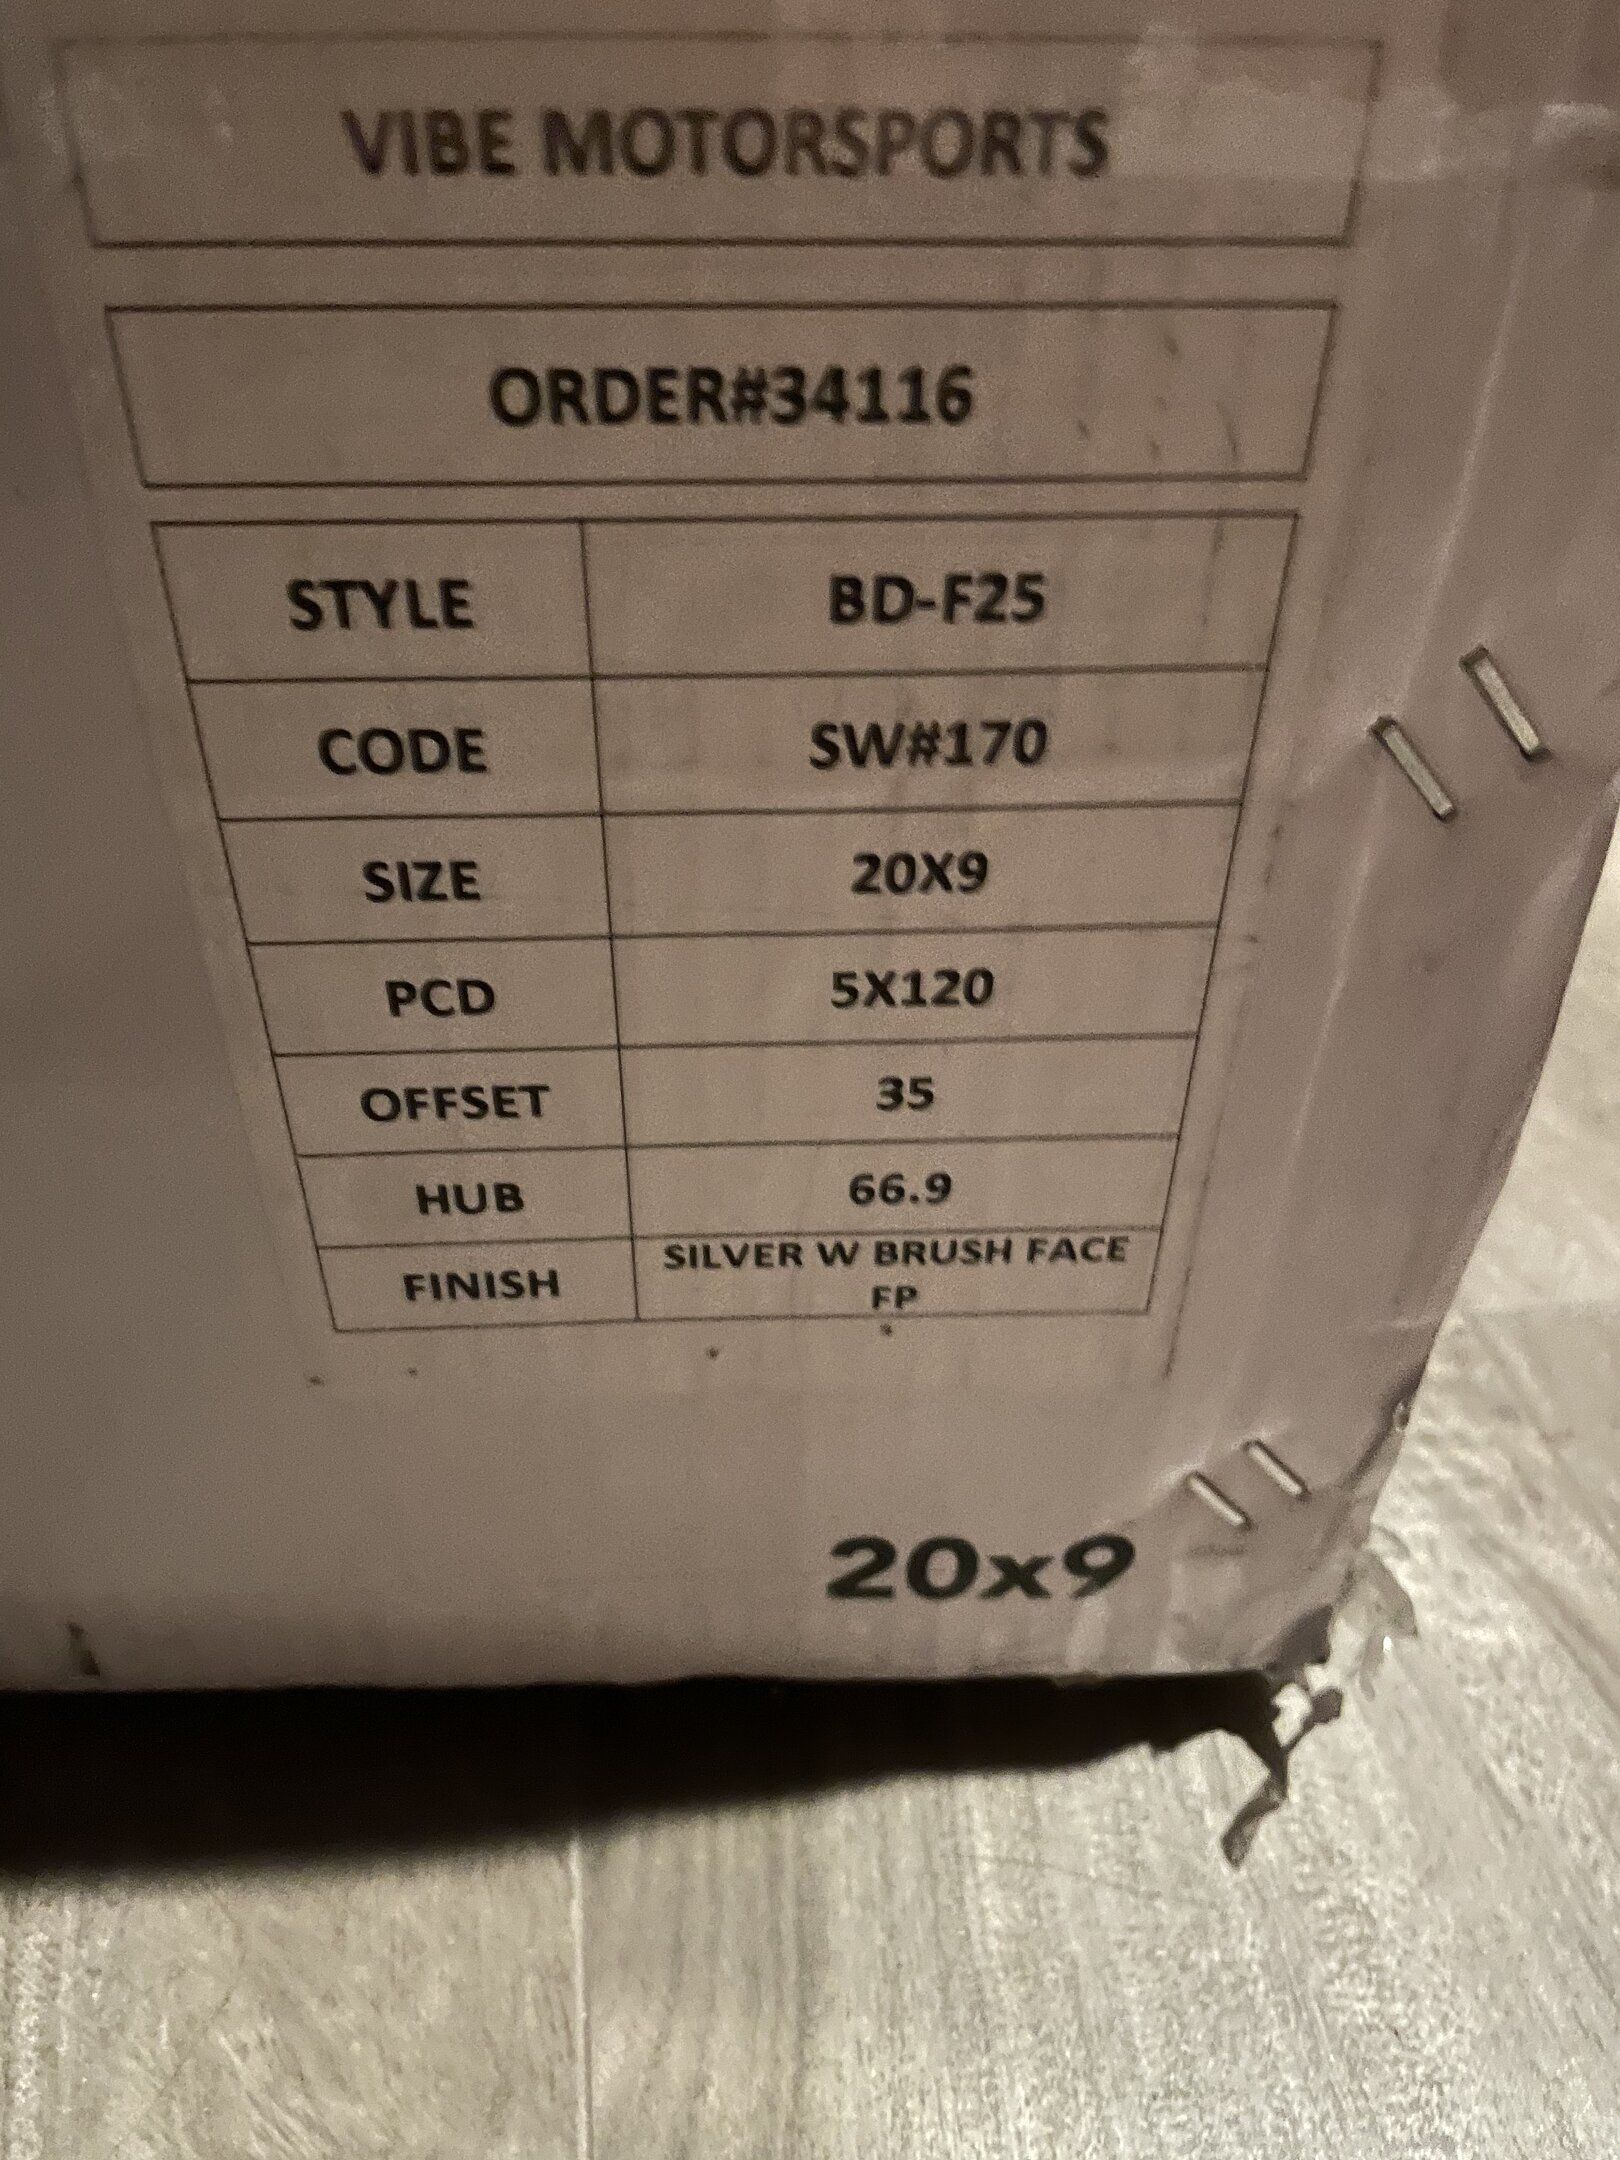 VIBE MOTORSPORTS
ORDER#34116
STYLE BD-F25
CODE SW#170
SIZE 20X9
PCD 5X120
OFFSET 35
HUB 66.9
FINISH SILVER W BRUSH FACE
FP
20x9